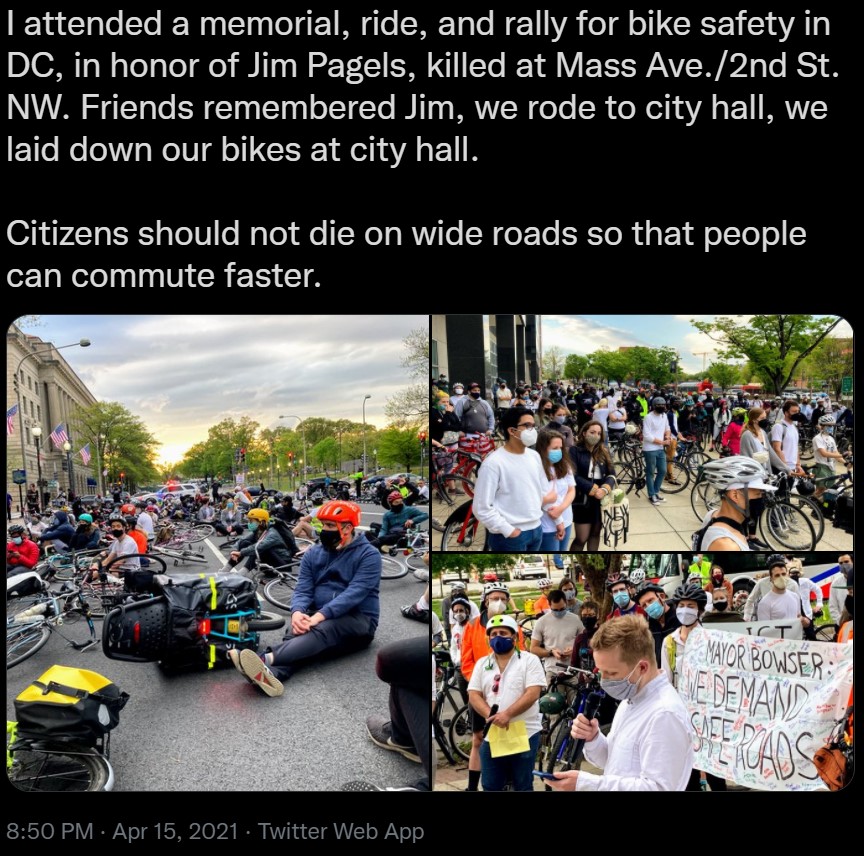 I attended a memorial, ride, and rally for bike safety in
DC, in honor of Jim Pagels, killed at Mass Ave./2nd St.
NW. Friends remembered Jim, we rode to city hall, we
laid down our bikes at city hall.
Citizens should not die on wide roads so that people
can commute faster.
MAYOR BOWSER:
WE DEMAND
SAFE ROADS
8:50 PM · Apr 15, 2021 · Twitter Web App